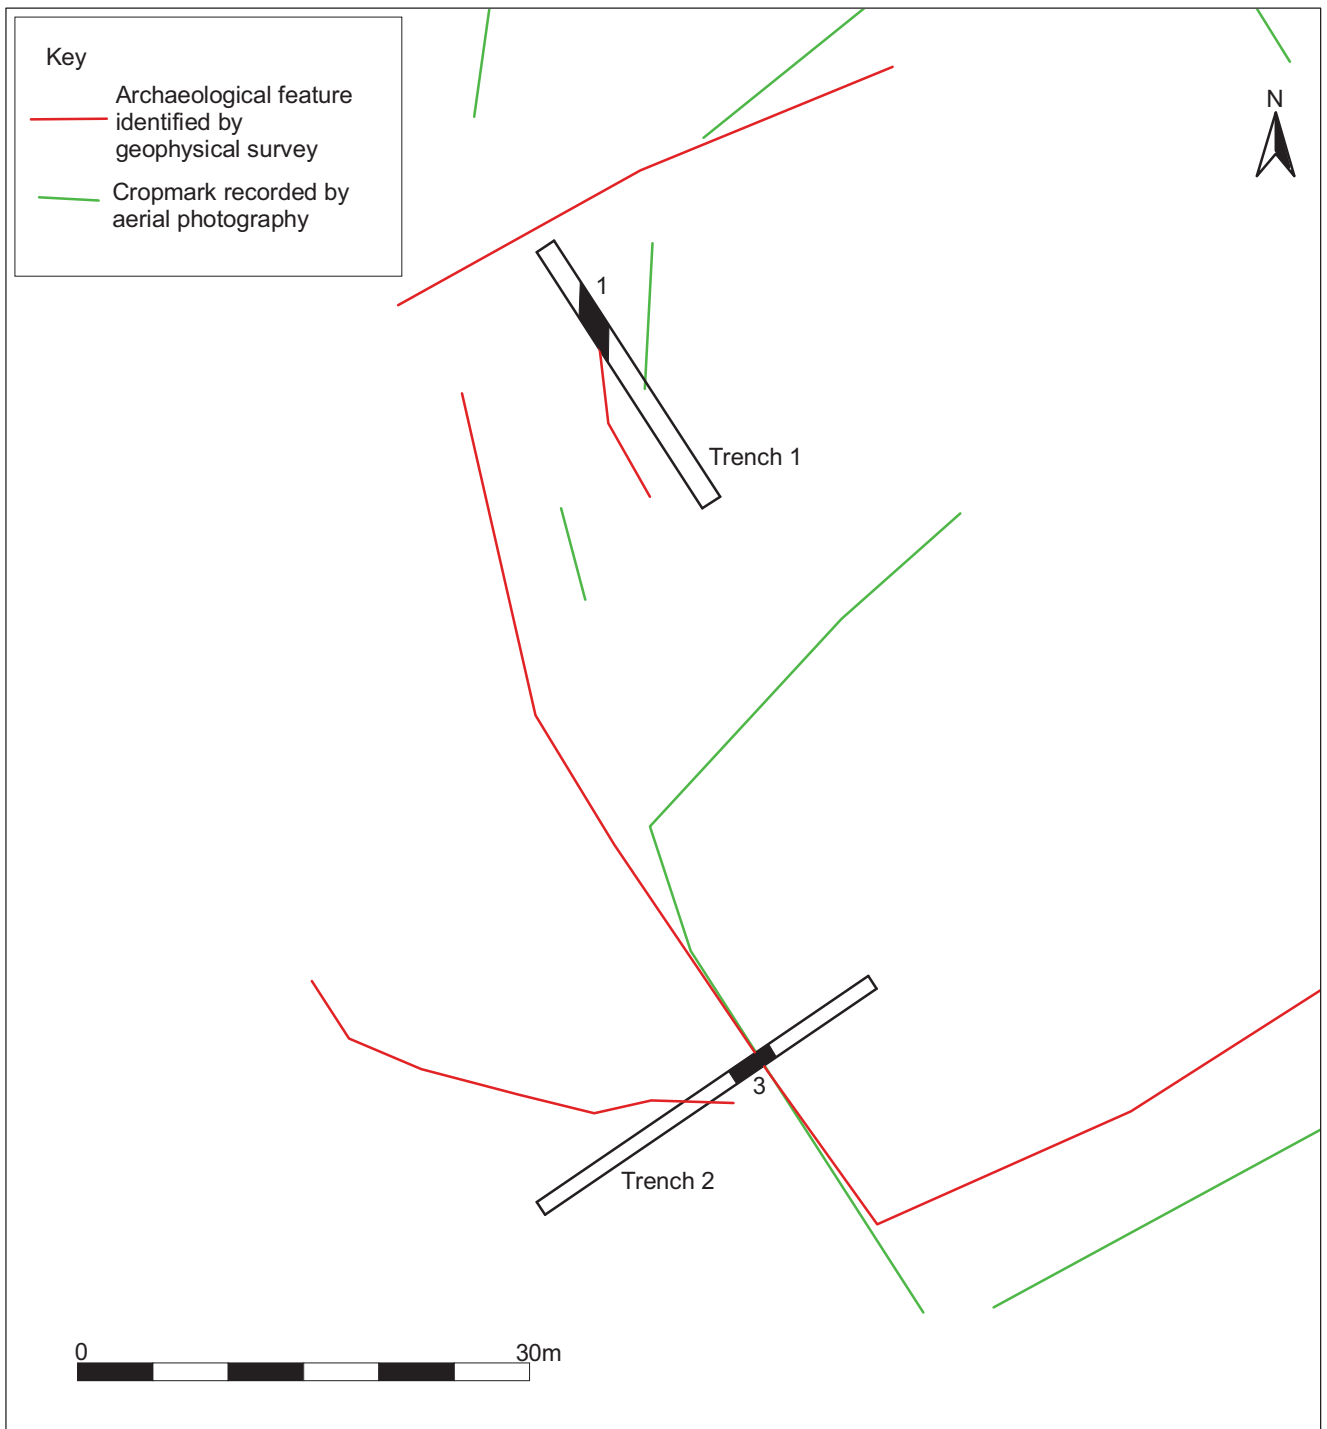 Key
Archaeological feature
identified by
geophysical survey
Cropmark recorded by
aerial photography
N
1
Trench 1
3
Trench 2
0
30m